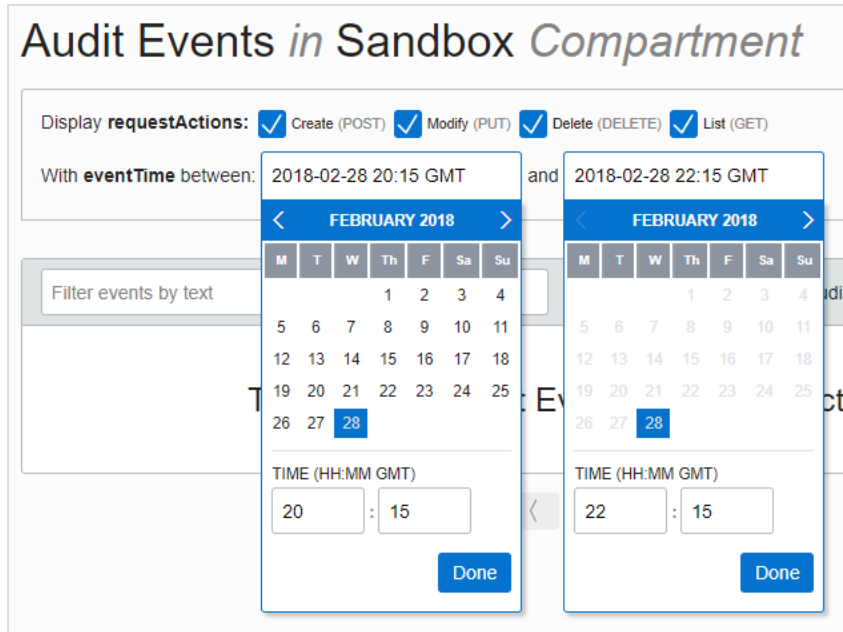 Audit Events in Sandbox Compartment
Display requestActions: Create (POST) Modify (PUT) Delete (DELETE) List (GET)
With eventTime between: 2018-02-28 20:15 GMT and 2018-02-28 22:15 GMT
FEBRUARY 2018
M T W Th F Sa Su
1 2 3 4
5 6 7 8 9 10 11
12 13 14 15 16 17 18
19 20 21 22 23 24 25
26 27 28
TIME (HH:MM GMT)
20 : 15
Done
FEBRUARY 2018
M T W Th F Sa Su
1 2 3 4
5 6 7 8 9 10 11
12 13 14 15 16 17 18
19 20 21 22 23 24 25
26 27 28
TIME (HH:MM GMT)
22 : 15
Done
Filter events by text